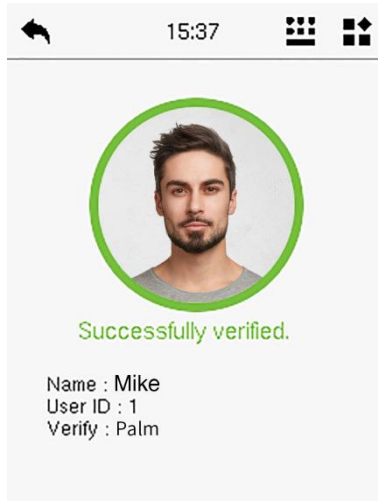 15:37
Successfully verified.
Name : Mike
User ID : 1
Verify : Palm